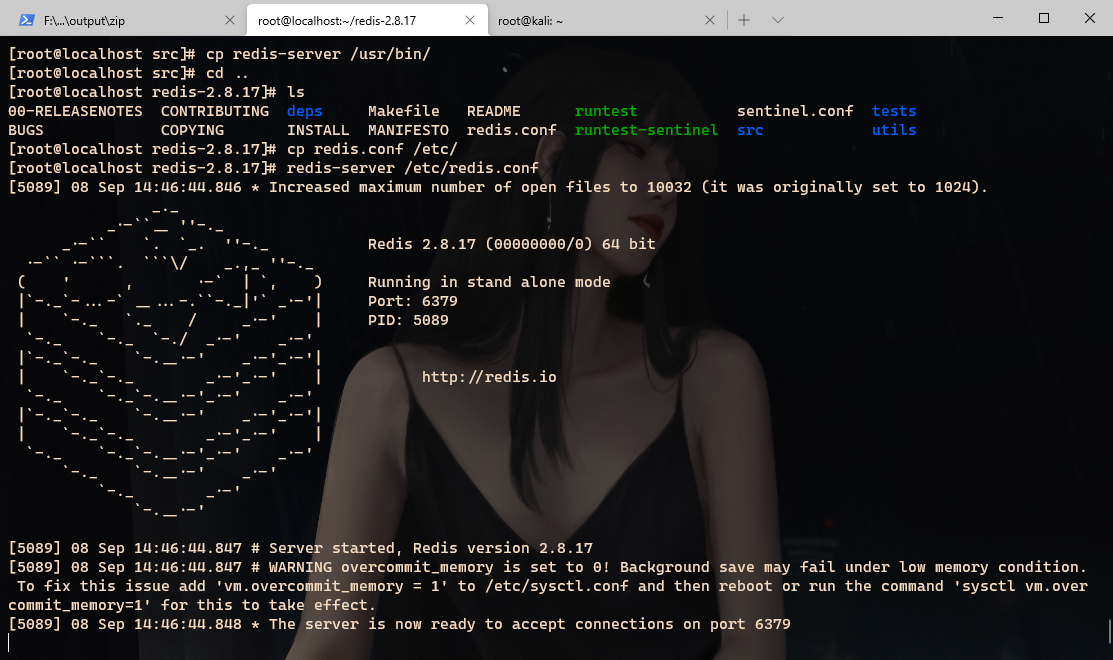 F:\...\output\zip
root@localhost:~/redis-2.8.17
root@kali: ~
[root@localhost src]# cp redis-server /usr/bin/
[root@localhost src]# cd ..
[root@localhost redis-2.8.17]# ls
00-RELEASENOTES  CONTRIBUTING  deps     Makefile   README      runtest           sentinel.conf  tests
BUGS             COPYING       INSTALL  MANIFESTO  redis.conf  runtest-sentinel  src            utils
[root@localhost redis-2.8.17]# cp redis.conf /etc/
[root@localhost redis-2.8.17]# redis-server /etc/redis.conf
[5089] 08 Sep 14:46:44.846 * Increased maximum number of open files to 10032 (it was originally set to 1024).
Redis 2.8.17 (00000000/0) 64 bit
Running in stand alone mode
Port: 6379
PID: 5089
http://redis.io
[5089] 08 Sep 14:46:44.847 # Server started, Redis version 2.8.17
[5089] 08 Sep 14:46:44.847 # WARNING overcommit_memory is set to 0! Background save may fail under low memory condition.
 To fix this issue add 'vm.overcommit_memory = 1' to /etc/sysctl.conf and then reboot or run the command 'sysctl vm.over
commit_memory=1' for this to take effect.
[5089] 08 Sep 14:46:44.848 * The server is now ready to accept connections on port 6379